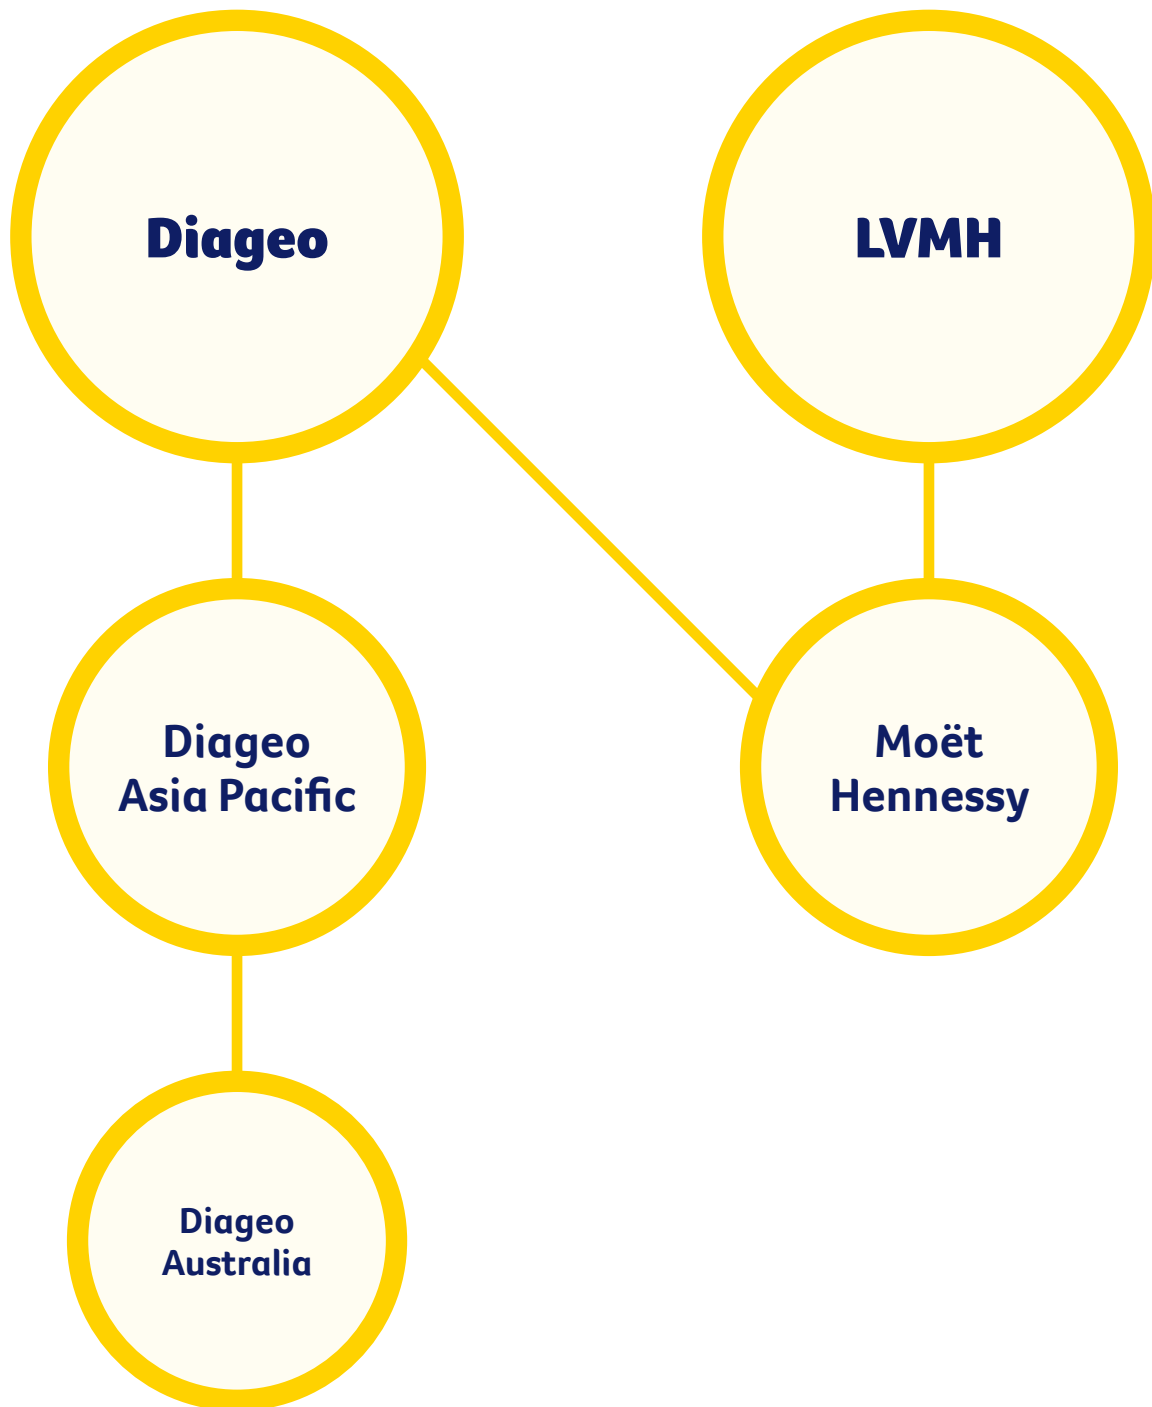 Diageo
LVMH
Diageo
Asia Pacific
Moët
Hennessy
Diageo
Australia